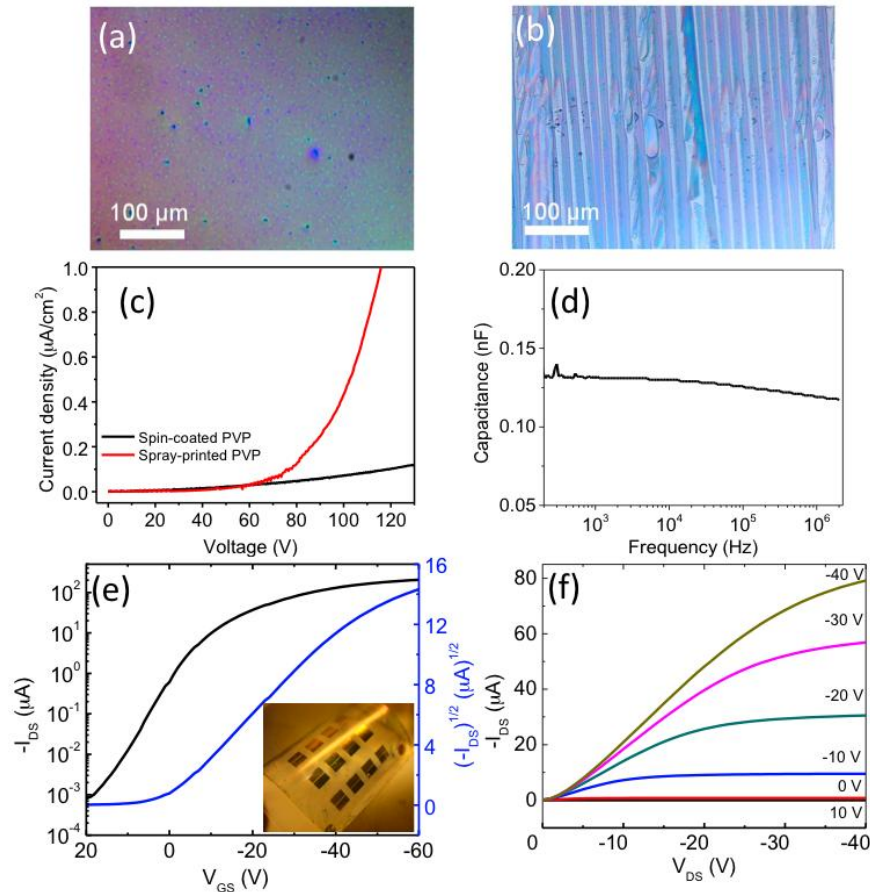 (a)
100 µm
(b)
100 µm
(c)
1.0
0.8
0.6
0.4
0.2
0.0
Current density (µA/cm²)
Spin-coated PVP
Spray-printed PVP
0 20 40 60 80 100 120
Voltage (V)
(d)
0.20
0.15
0.10
0.05
Capacitance (nF)
10³ 10⁴ 10⁵ 10⁶
Frequency (Hz)
(e)
10²
10¹
10⁰
10⁻¹
10⁻²
10⁻³
10⁻⁴
-I_DS (µA)
16
12
8
4
0
(-I_DS)^1/2 (µA)^1/2
20 0 -20 -40 -60
V_GS (V)
(f)
80
60
40
20
0
-I_DS (µA)
-40 V
-30 V
-20 V
-10 V
0 V
10 V
0 -10 -20 -30 -40
V_DS (V)